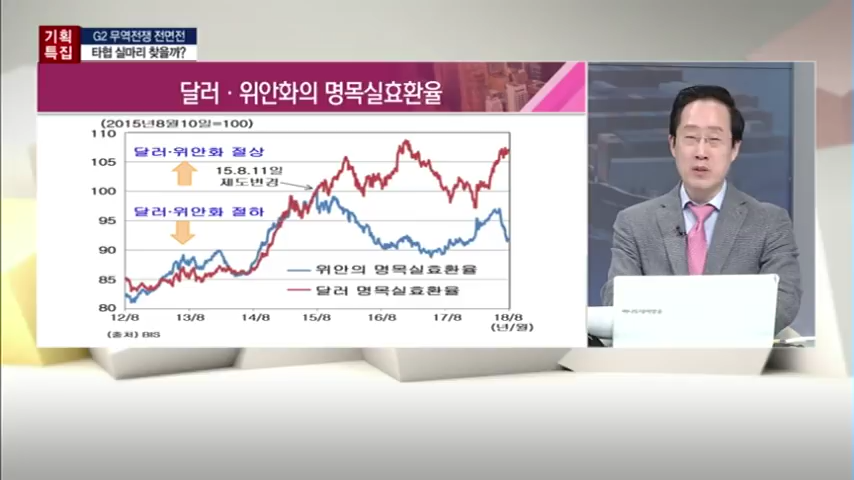 기획
특집
G2 무역전쟁 전면전
타협 실마리 찾을까?
달러 · 위안화의 명목실효환율
(2015년8월10일=100)
110
105
100
95
90
85
80
달러·위안화 절상
15.8.11일
제도변경
달러·위안화 절하
위안의 명목실효환율
달러 명목실효환율
12/8
13/8
14/8
15/8
16/8
17/8
18/8
(년/월)
(출처) BIS